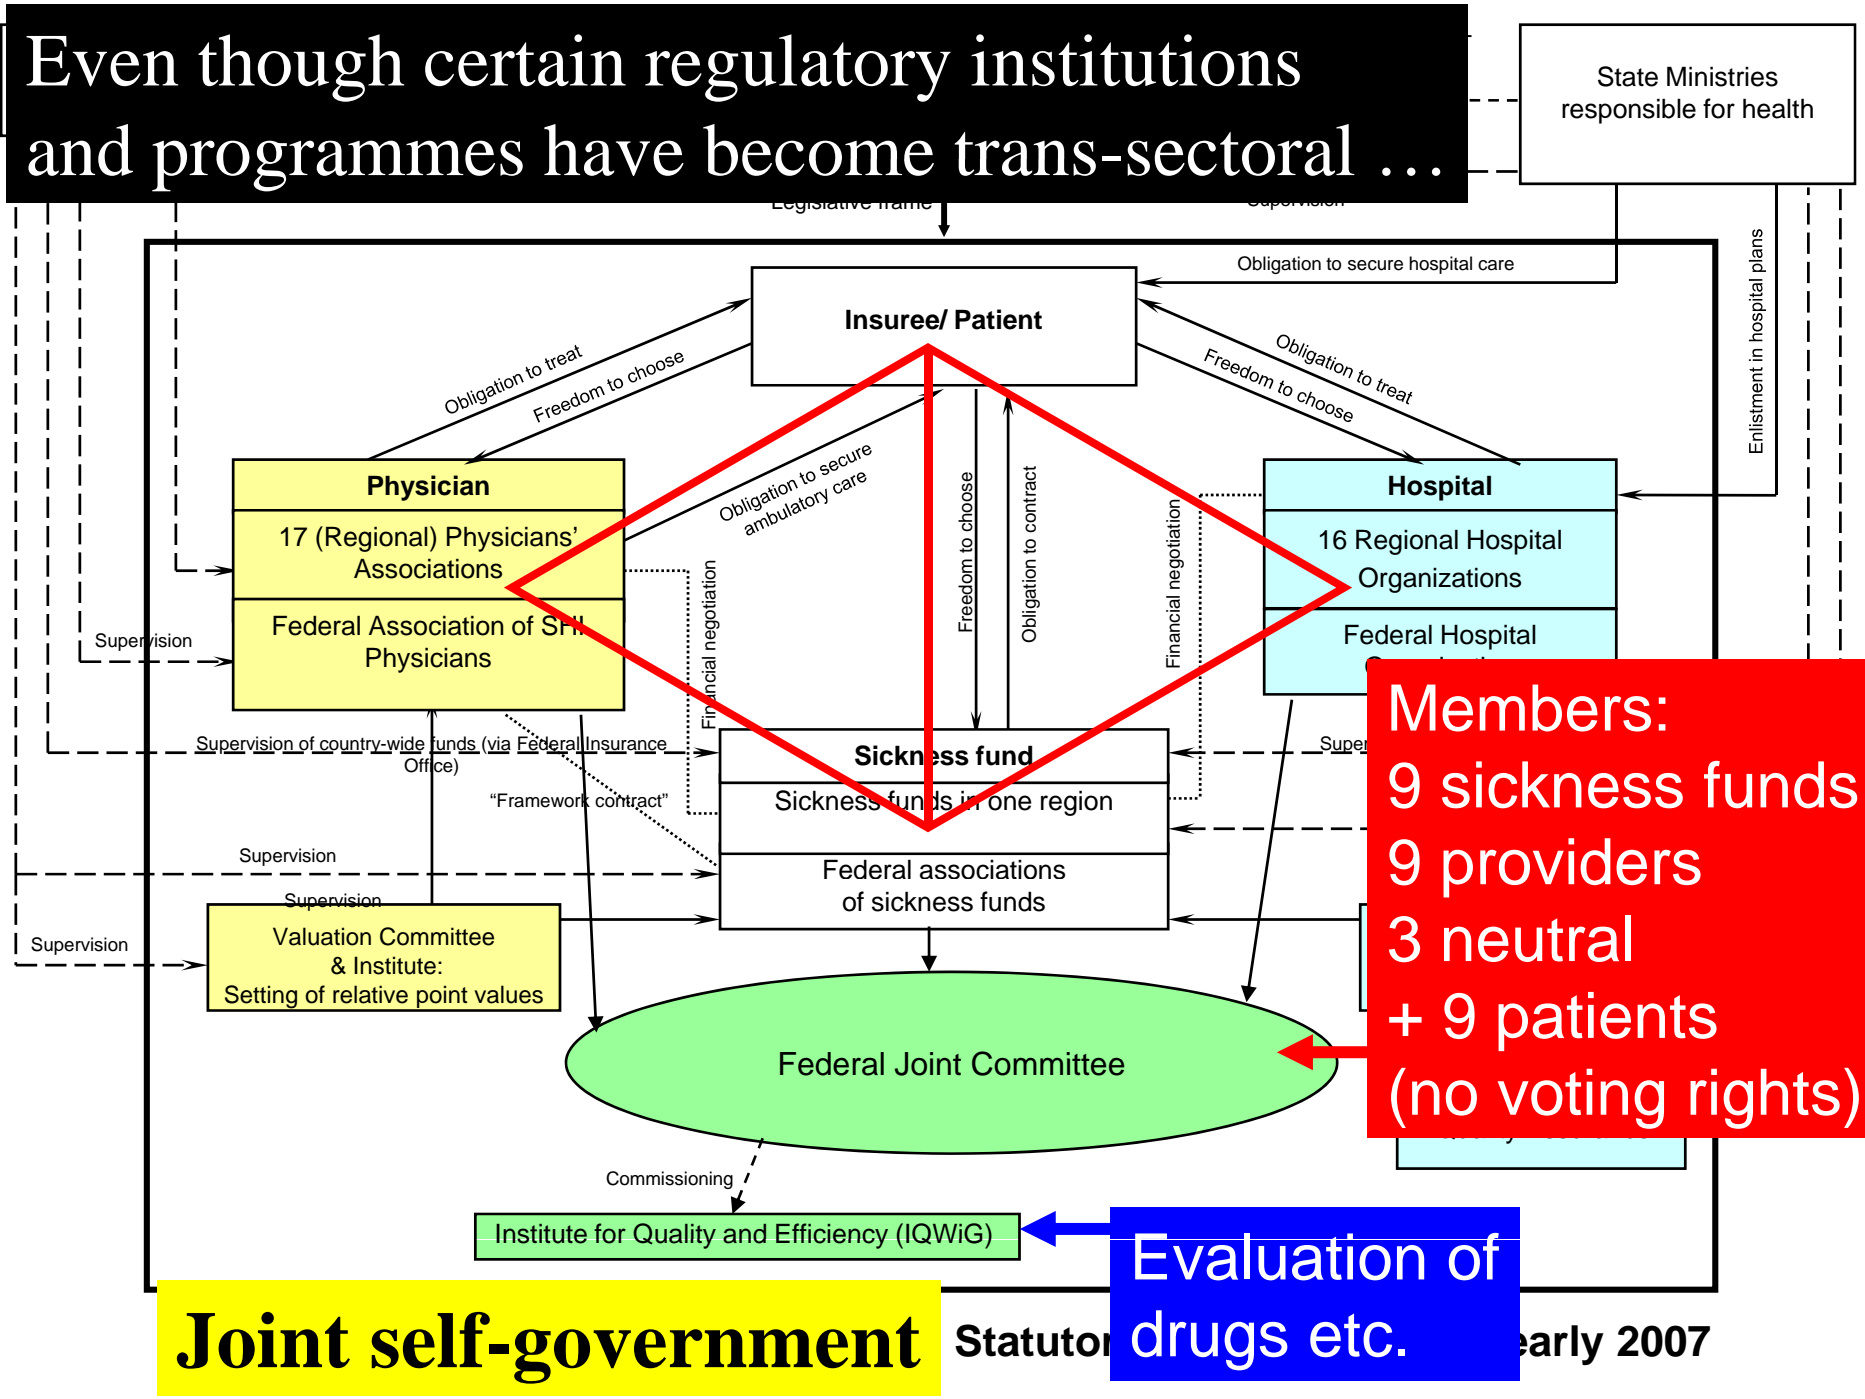 Even though certain regulatory institutions
and programmes have become trans-sectoral …
State Ministries
responsible for health
Legislative frame
Supervision
Obligation to secure hospital care
Enlistment in hospital plans
Insuree/ Patient
Obligation to treat
Freedom to choose
Obligation to treat
Freedom to choose
Obligation to secure
ambulatory care
Physician
17 (Regional) Physicians’
Associations
Federal Association of SHI
Physicians
Hospital
16 Regional Hospital
Organizations
Federal Hospital
Financial negotiation
Freedom to choose
Obligation to contract
Financial negotiation
Supervision
Supervision of country-wide funds (via Federal Insurance
Office)
“Framework contract”
Sickness fund
Sickness funds in one region
Federal associations
of sickness funds
Supervision
Supervision
Supervision
Valuation Committee
& Institute:
Setting of relative point values
Members:
9 sickness funds
9 providers
3 neutral
+ 9 patients
(no voting rights)
Federal Joint Committee
Commissioning
Institute for Quality and Efficiency (IQWiG)
Evaluation of
drugs etc.
Joint self-government
early 2007